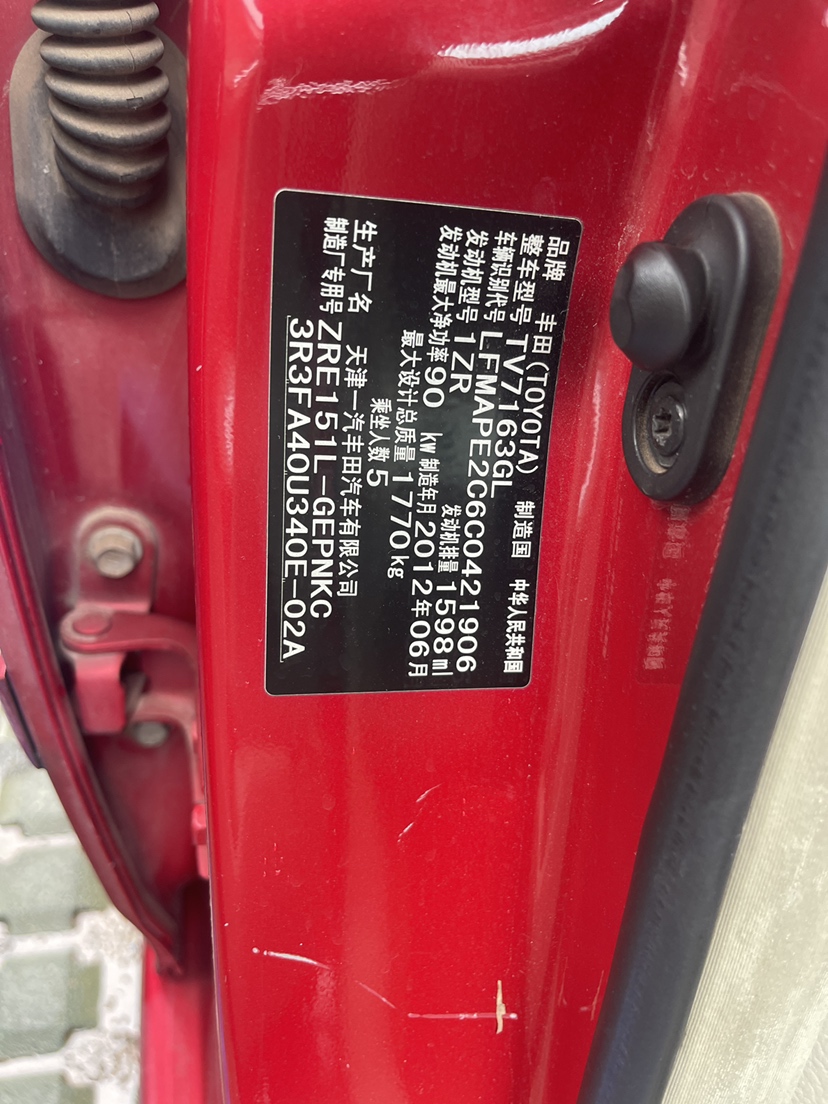 品牌 丰田(TOYOTA) 制造国 中华人民共和国
整车型号 TV7163GL
车辆识别代号 LFMAPE2C6C0421906
发动机型号 1ZR 发动机排量 1598ml
发动机最大净功率 90 kw 制造年月 2012年06月
最大设计总质量 1770kg
乘坐人数 5
生产厂名 天津一汽丰田汽车有限公司
制造厂专用号 ZRE151L-GEPNKC
3R3FA40U340E-02A